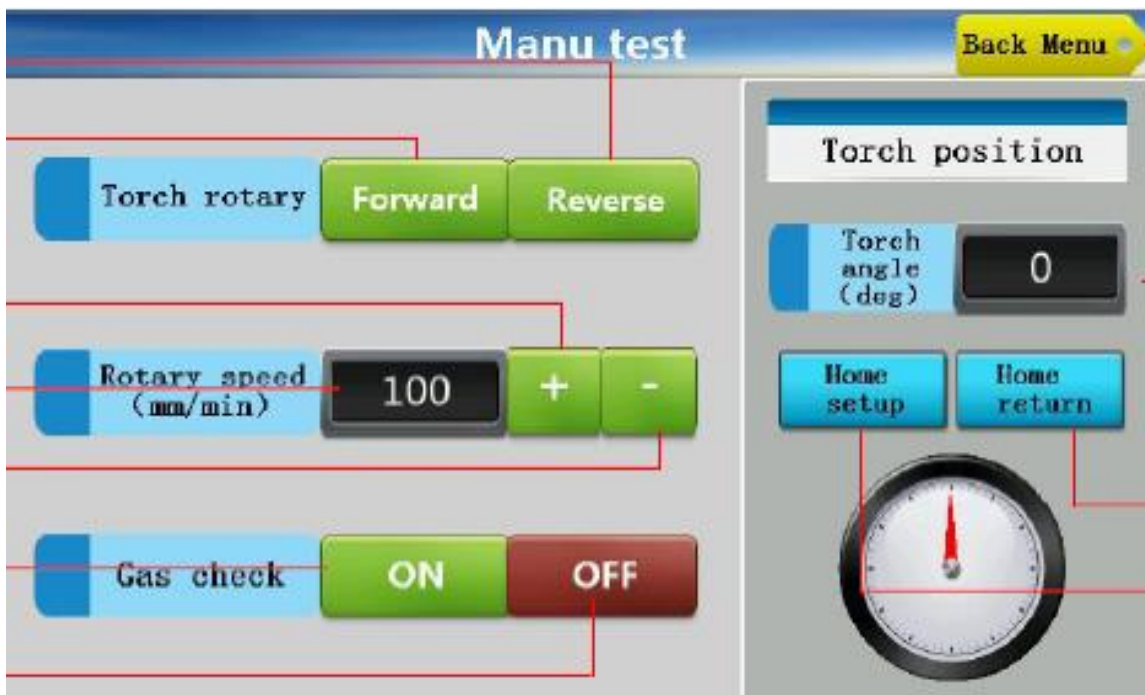 Manu test
Back Menu
Torch rotary
Forward
Reverse
Rotary speed
(mm/min)
100
+
-
Gas check
ON
OFF
Torch position
Torch
angle
(deg)
0
Home
setup
Home
return